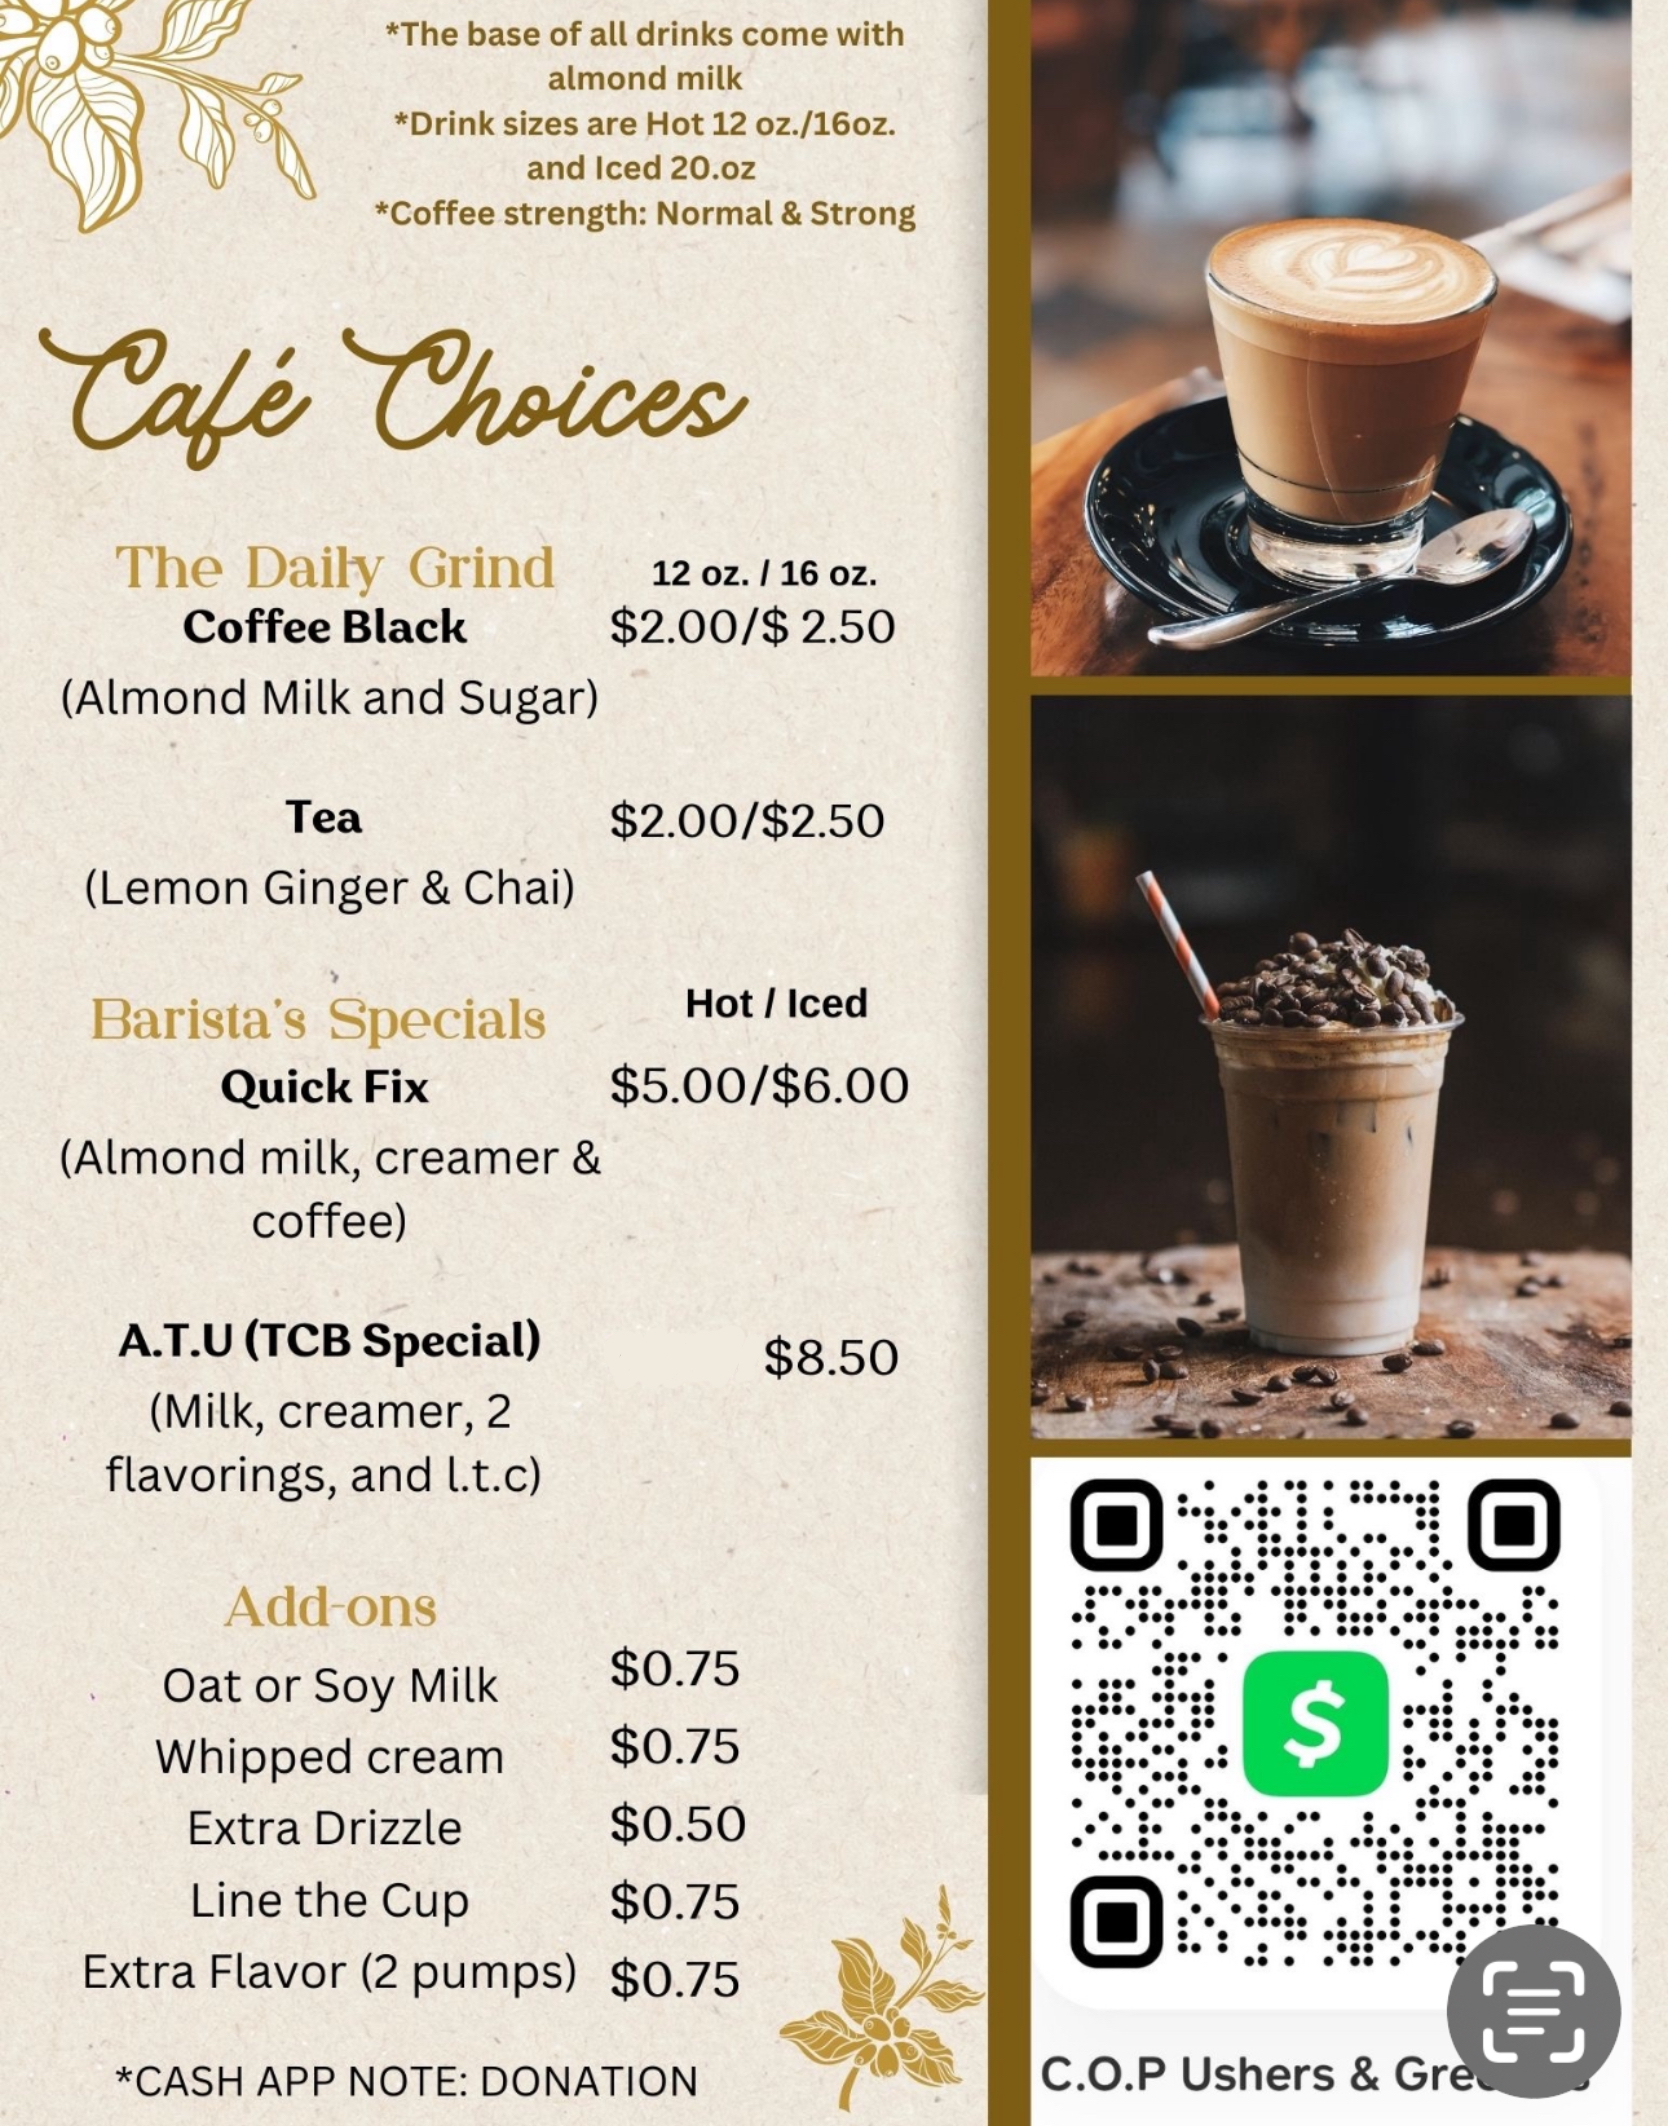 *The base of all drinks come with
almond milk
*Drink sizes are Hot 12 oz./16oz.
and Iced 20.oz
*Coffee strength: Normal & Strong
Café Choices
The Daily Grind
12 oz. / 16 oz.
Coffee Black
$2.00/$ 2.50
(Almond Milk and Sugar)
Tea
$2.00/$2.50
(Lemon Ginger & Chai)
Barista's Specials
Hot / Iced
Quick Fix
$5.00/$6.00
(Almond milk, creamer &
coffee)
A.T.U (TCB Special)
$8.50
(Milk, creamer, 2
flavorings, and l.t.c)
Add-ons
Oat or Soy Milk
$0.75
Whipped cream
$0.75
Extra Drizzle
$0.50
Line the Cup
$0.75
Extra Flavor (2 pumps)
$0.75
*CASH APP NOTE: DONATION
$
C.O.P Ushers &